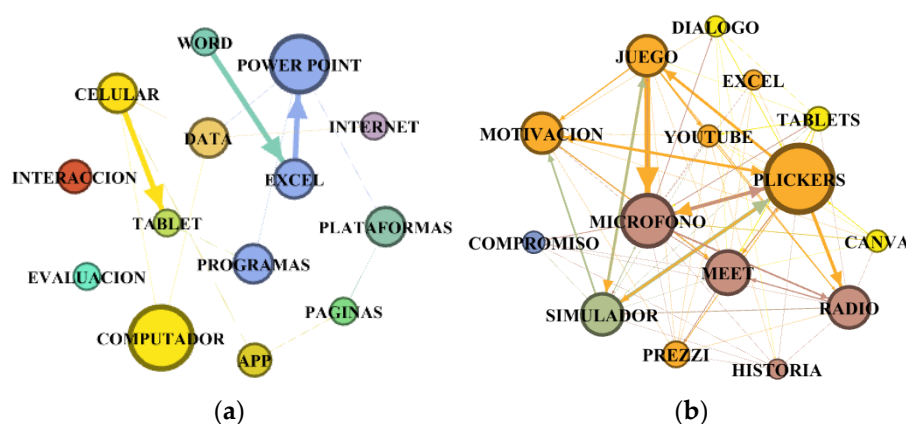 WORD
POWER POINT
CELULAR
DATA
INTERNET
INTERACCION
EXCEL
TABLET
PLATAFORMAS
EVALUACION
PROGRAMAS
PAGINAS
COMPUTADOR
APP
(a)
DIALOGO
JUEGO
EXCEL
TABLETS
MOTIVACION
YOUTUBE
PLICKERS
MICROFONO
COMPROMISO
CANVA
MEET
SIMULADOR
RADIO
PREZZI
HISTORIA
(b)